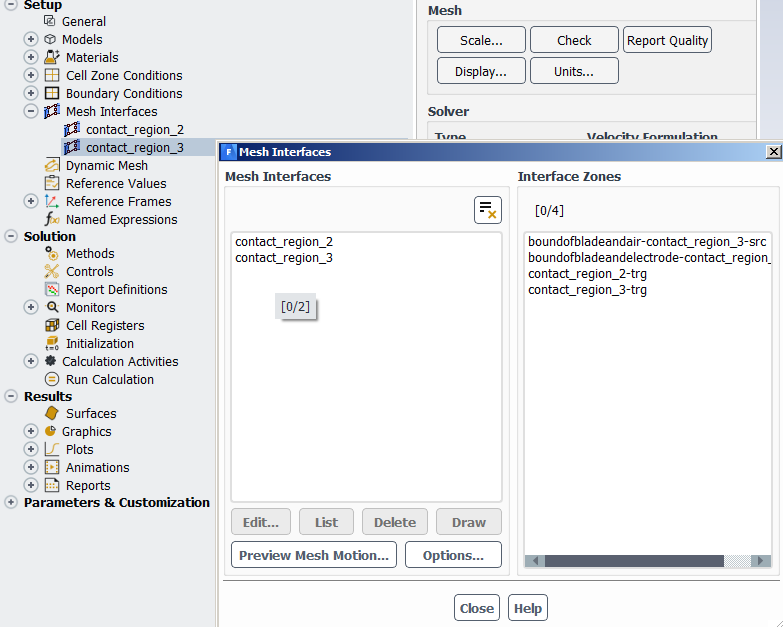 Setup
General
Models
Materials
Cell Zone Conditions
Boundary Conditions
Mesh Interfaces
contact_region_2
contact_region_3
Dynamic Mesh
Reference Values
Reference Frames
Named Expressions
Solution
Methods
Controls
Report Definitions
Monitors
Cell Registers
Initialization
Calculation Activities
Run Calculation
Results
Surfaces
Graphics
Plots
Animations
Reports
Parameters & Customization
Mesh
Scale... Check Report Quality
Display... Units...
Solver
Type Velocity Formulation
Mesh Interfaces
Mesh Interfaces
contact_region_2
contact_region_3
[0/2]
Edit... List Delete Draw
Preview Mesh Motion... Options...
Interface Zones
[0/4]
boundofbladeandair-contact_region_3-src
boundofbladeandelectrode-contact_region_
contact_region_2-trg
contact_region_3-trg
Close Help